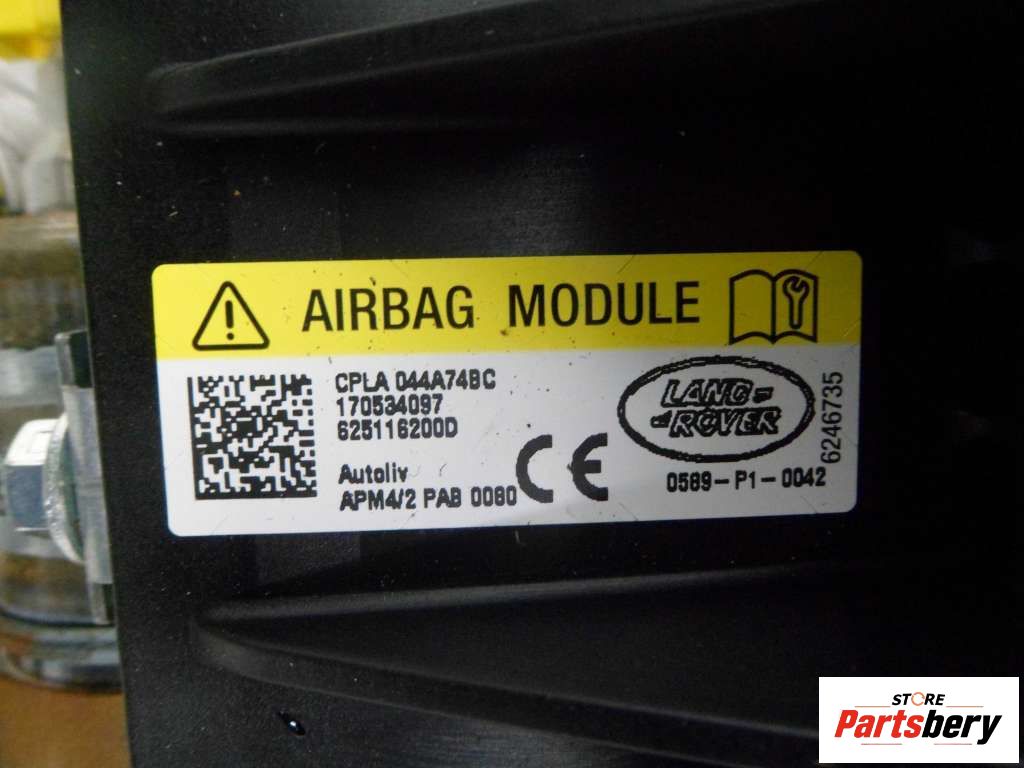 AIRBAG MODULE
CPLA 044A74BC
170534097
625116200D
Autoliv
APM4/2 PAB 0080
CE
LAND-
-ROVER
0589-P1-0042
6246735
STORE
Partsbery